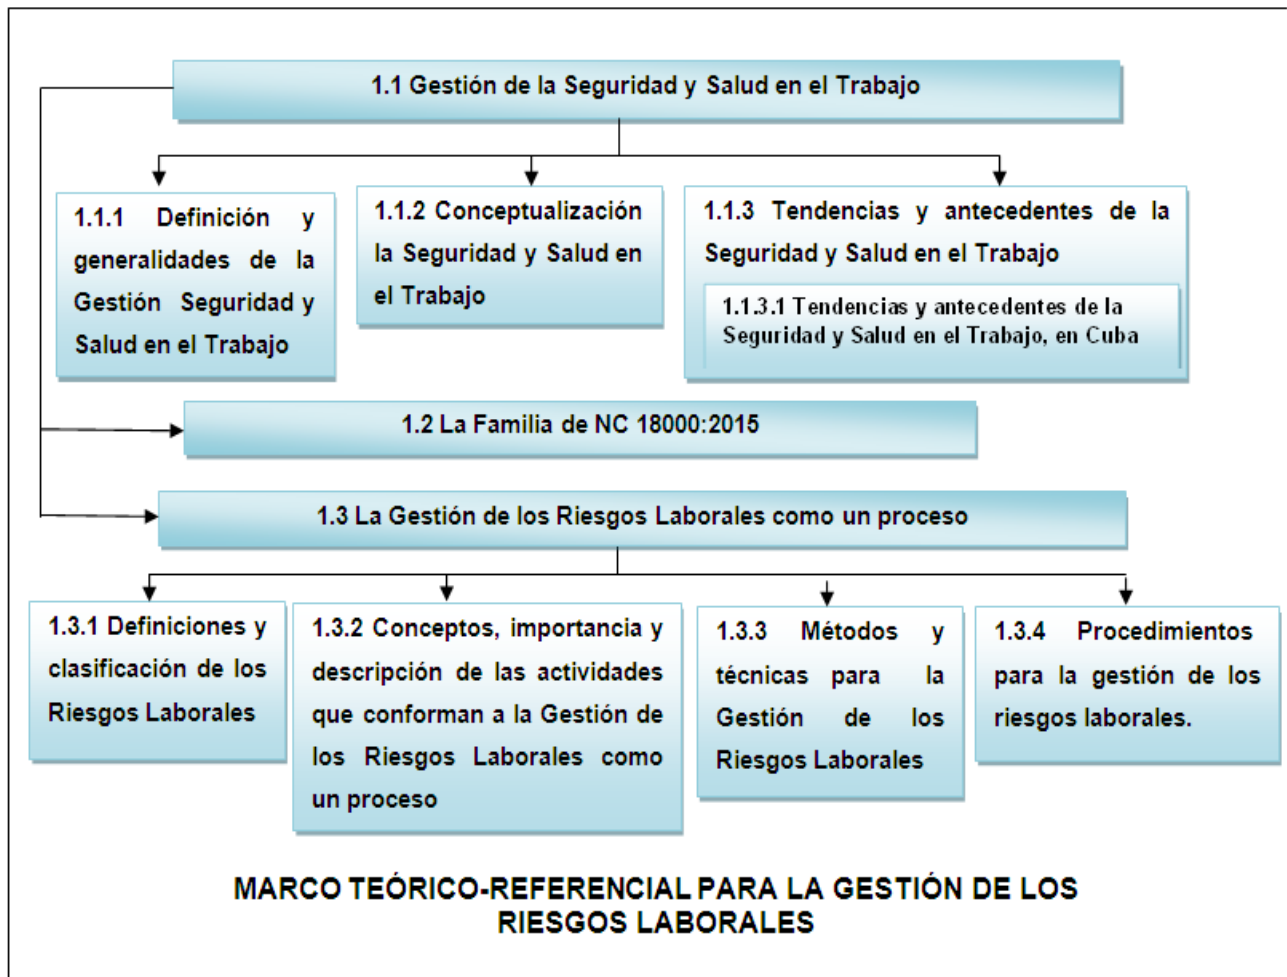 1.1 Gestión de la Seguridad y Salud en el Trabajo
1.1.1 Definición y
generalidades de la
Gestión Seguridad y
Salud en el Trabajo
1.1.2 Conceptualización
la Seguridad y Salud en
el Trabajo
1.1.3 Tendencias y antecedentes de la
Seguridad y Salud en el Trabajo
1.1.3.1 Tendencias y antecedentes de la
Seguridad y Salud en el Trabajo, en Cuba
1.2 La Familia de NC 18000:2015
1.3 La Gestión de los Riesgos Laborales como un proceso
1.3.1 Definiciones y
clasificación de los
Riesgos Laborales
1.3.2 Conceptos, importancia y
descripción de las actividades
que conforman a la Gestión de
los Riesgos Laborales como
un proceso
1.3.3 Métodos y
técnicas para la
Gestión de los
Riesgos Laborales
1.3.4 Procedimientos
para la gestión de los
riesgos laborales.
MARCO TEÓRICO-REFERENCIAL PARA LA GESTIÓN DE LOS
RIESGOS LABORALES